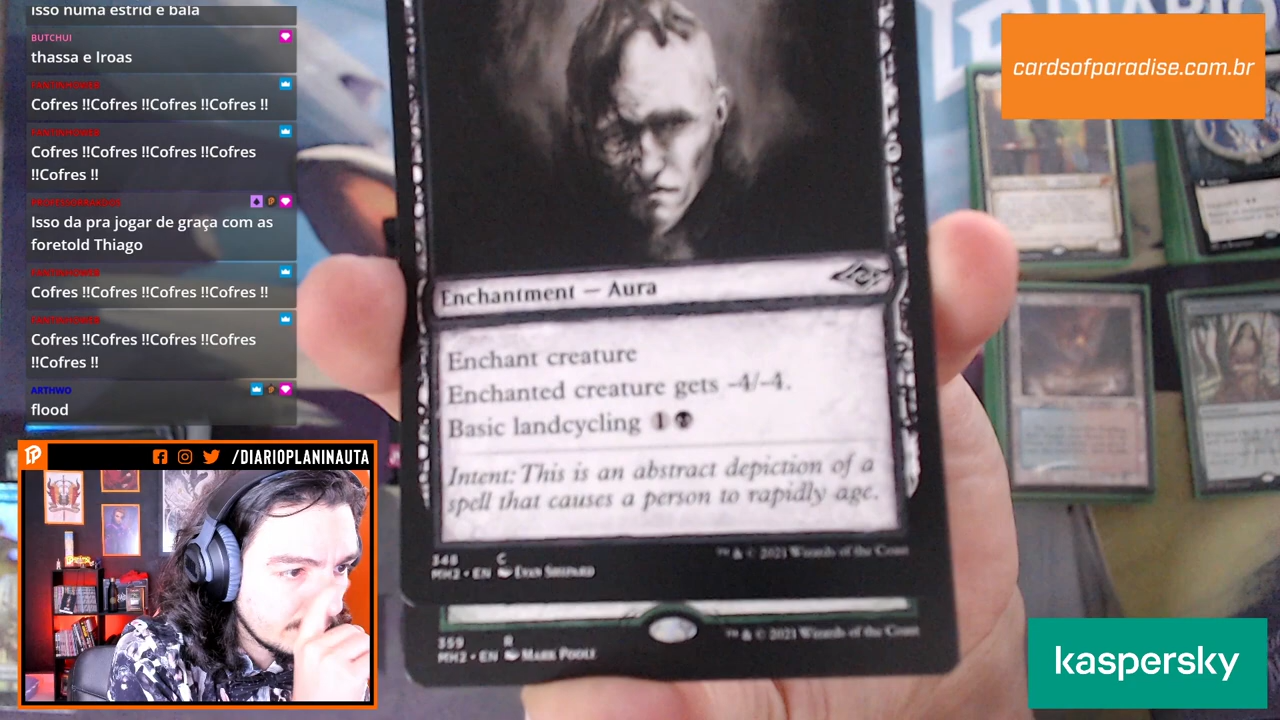 isso numa estrid e bala
BUTCHUI
thassa e Iroas
Cofres !!Cofres !!Cofres !!Cofres !!
Cofres !!Cofres !!Cofres !!Cofres
!!Cofres !!
Isso da pra jogar de graça com as
foretold Thiago
Cofres !!Cofres !!Cofres !!Cofres !!
Cofres !!Cofres !!Cofres !!Cofres
!!Cofres !!
ARTHWO
flood
/DIARIOPLANINAUTA
Enchantment — Aura
Enchant creature
Enchanted creature gets -4/-4.
Basic landcycling 1
Intent: This is an abstract depiction of a
spell that causes a person to rapidly age.
348 C
MH2 • EN Evan Shipard
™ & © 2021 Wizards of the Coast
359 R
MH2 • EN Mark Poole
™ & © 2021 Wizards of the Coast
cardsofparadise.com.br
kaspersky